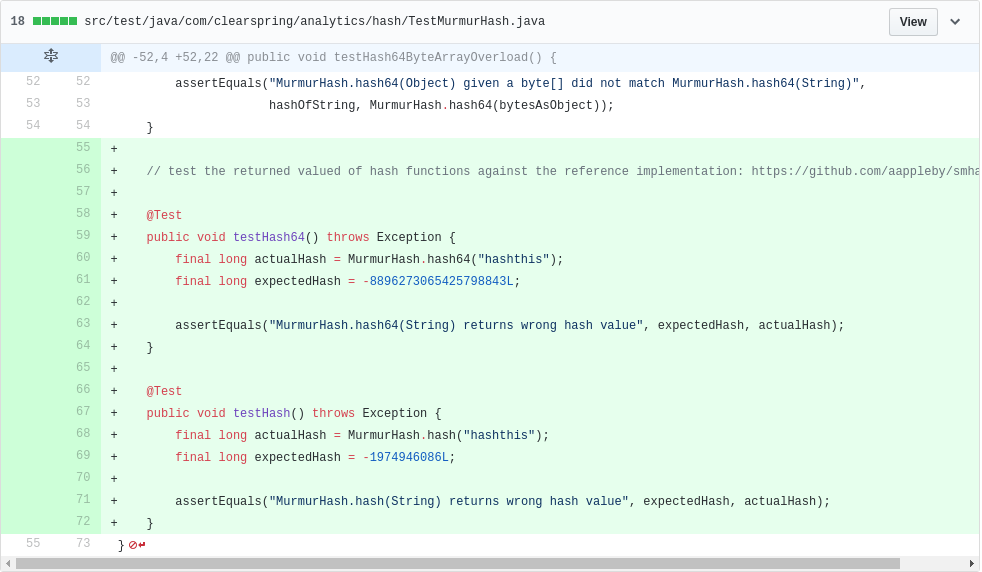 18 src/test/java/com/clearspring/analytics/hash/TestMurmurHash.java View
@@ -52,4 +52,22 @@ public void testHash64ByteArrayOverload() {
52 52 assertEquals("MurmurHash.hash64(Object) given a byte[] did not match MurmurHash.hash64(String)",
53 53 hashOfString, MurmurHash.hash64(bytesAsObject));
54 54 }
55 +
56 + // test the returned valued of hash functions against the reference implementation: https://github.com/aappleby/smha
57 +
58 + @Test
59 + public void testHash64() throws Exception {
60 + final long actualHash = MurmurHash.hash64("hashthis");
61 + final long expectedHash = -8896273065425798843L;
62 +
63 + assertEquals("MurmurHash.hash64(String) returns wrong hash value", expectedHash, actualHash);
64 + }
65 +
66 + @Test
67 + public void testHash() throws Exception {
68 + final long actualHash = MurmurHash.hash("hashthis");
69 + final long expectedHash = -1974946086L;
70 +
71 + assertEquals("MurmurHash.hash(String) returns wrong hash value", expectedHash, actualHash);
72 + }
55 73 }